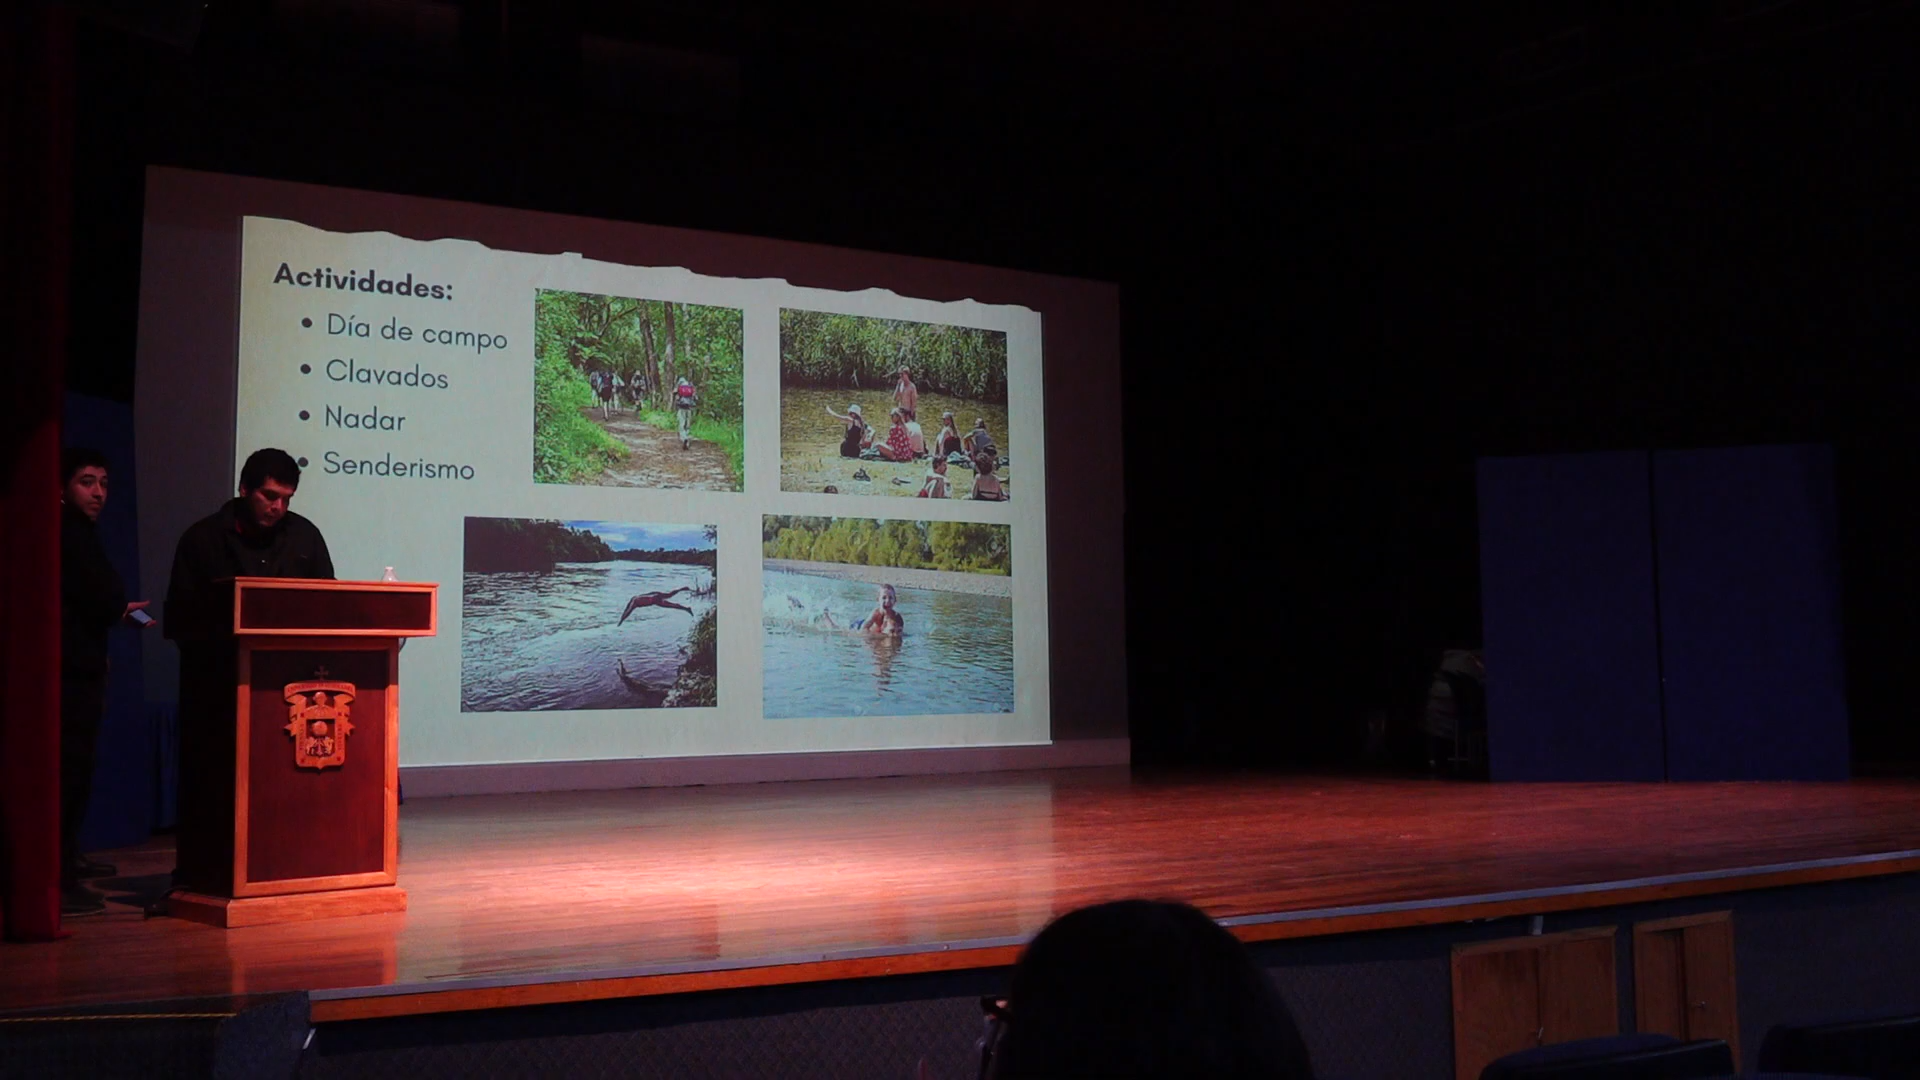 Actividades:
Día de campo
Clavados
Nadar
Senderismo